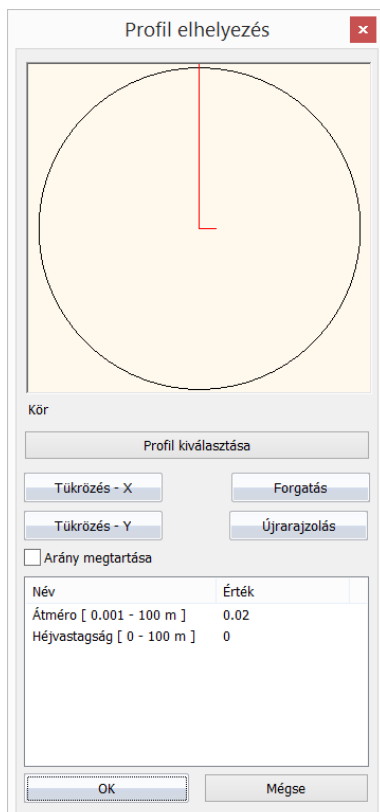 Profil elhelyezés
Kör
Profil kiválasztása
Tükrözés - X Forgatás
Tükrözés - Y Újrarajzolás
Arány megtartása
Név Érték
Átméro [ 0.001 - 100 m ] 0.02
Héjvastagság [ 0 - 100 m ] 0
OK Mégse